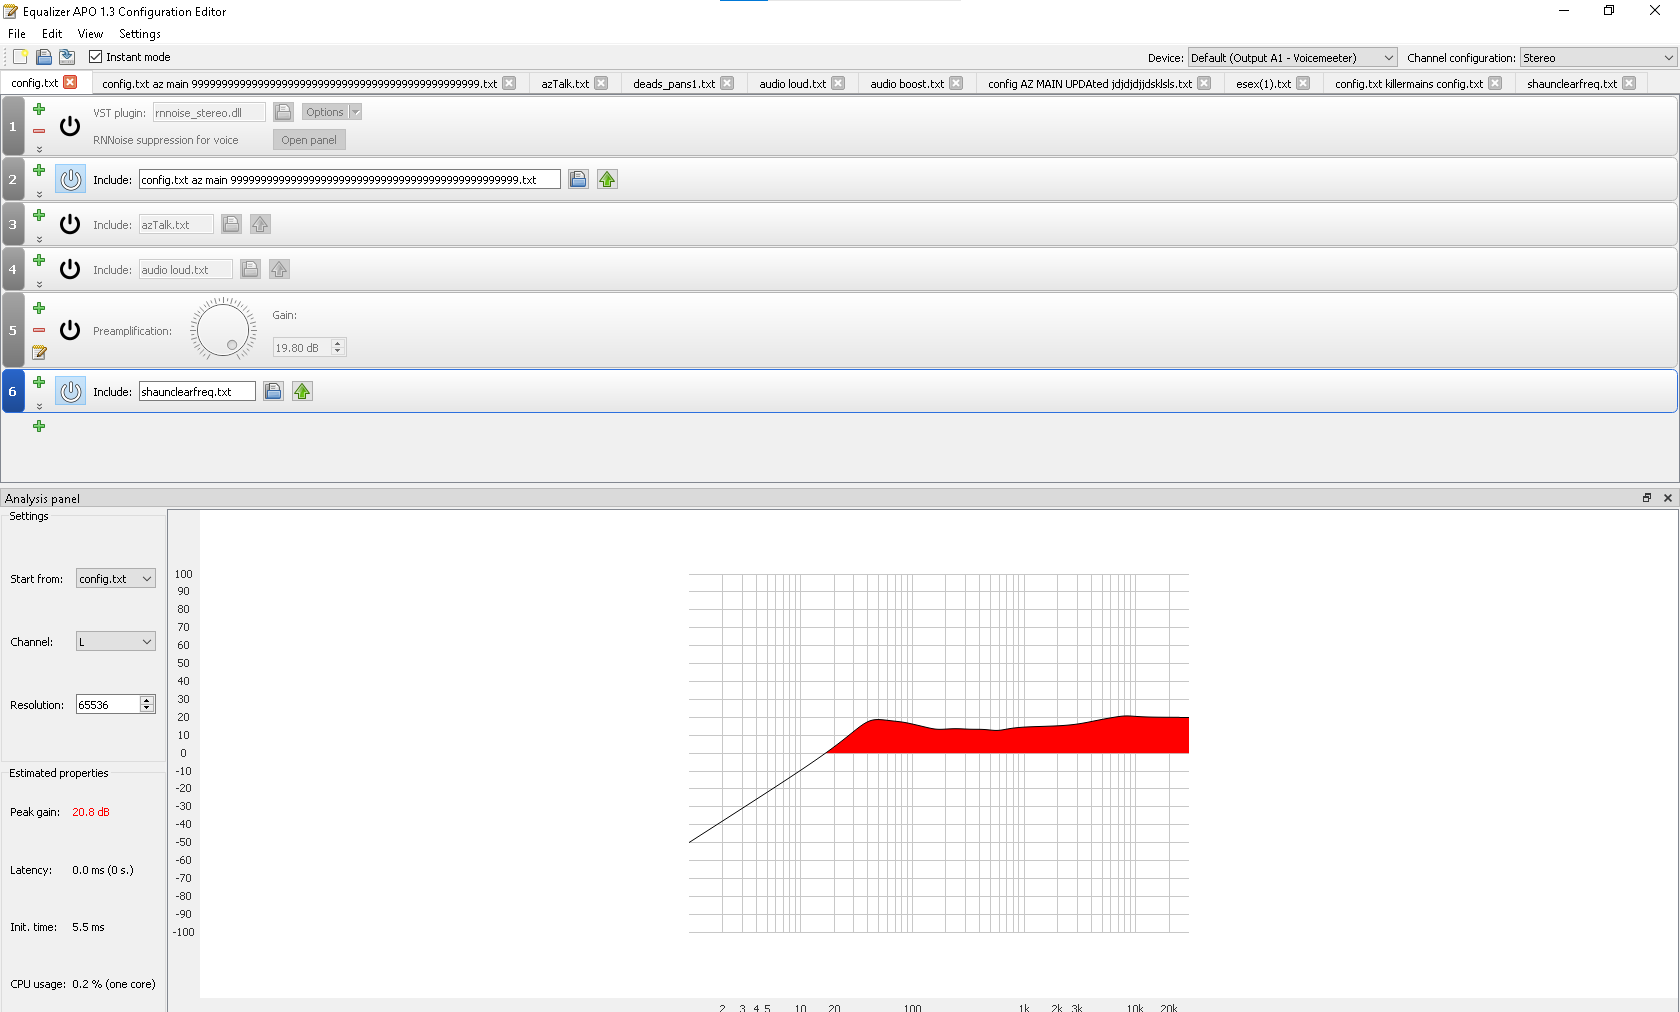 Equalizer APO 1.3 Configuration Editor
File Edit View Settings
Instant mode Device: Default (Output A1 - Voicemeeter) Channel configuration: Stereo
config.txt config.txt az main 99999999999999999999999999999999999999999999999.txt azTalk.txt deads_pans1.txt audio loud.txt audio boost.txt config AZ MAIN UPDAted jdjdjdjjdsklsls.txt esex(1).txt config.txt killermains config.txt shaunclearfreq.txt
1 VST plugin: rnnoise_stereo.dll Options
RNNoise suppression for voice Open panel
2 Include: config.txt az main 99999999999999999999999999999999999999999999999.txt
3 Include: azTalk.txt
4 Include: audio loud.txt
5 Preamplification: Gain:
19.80 dB
6 Include: shaunclearfreq.txt
Analysis panel
Settings
Start from: config.txt
Channel: L
Resolution: 65536
Estimated properties
Peak gain: 20.8 dB
Latency: 0.0 ms (0 s.)
Init. time: 5.5 ms
CPU usage: 0.2 % (one core)
100
90
80
70
60
50
40
30
20
10
0
-10
-20
-30
-40
-50
-60
-70
-80
-90
-100
2 3 4 5 10 20 100 1k 2k 3k 10k 20k